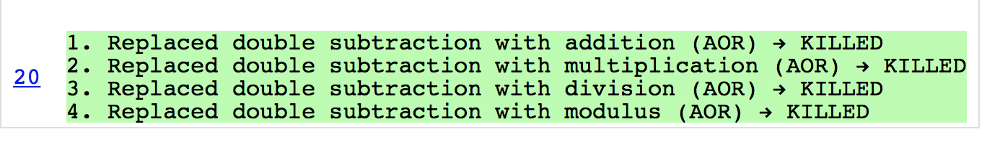 1. Replaced double subtraction with addition (AOR) → KILLED
2. Replaced double subtraction with multiplication (AOR) → KILLED
20
3. Replaced double subtraction with division (AOR) → KILLED
4. Replaced double subtraction with modulus (AOR) → KILLED